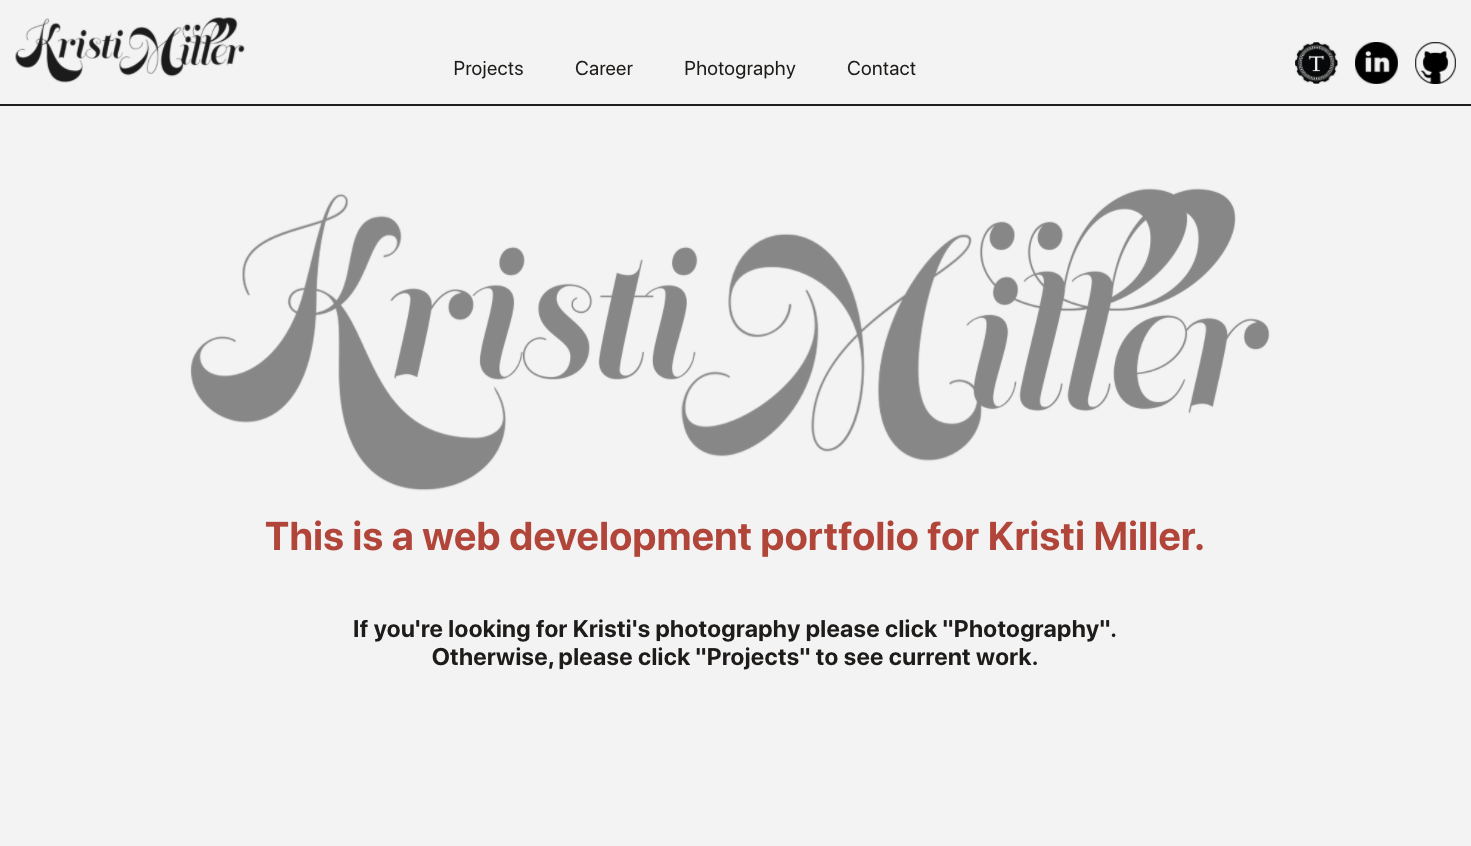 Kristi Miller
Projects Career Photography Contact
T in
Kristi Miller
This is a web development portfolio for Kristi Miller.
If you're looking for Kristi's photography please click "Photography".
Otherwise, please click "Projects" to see current work.